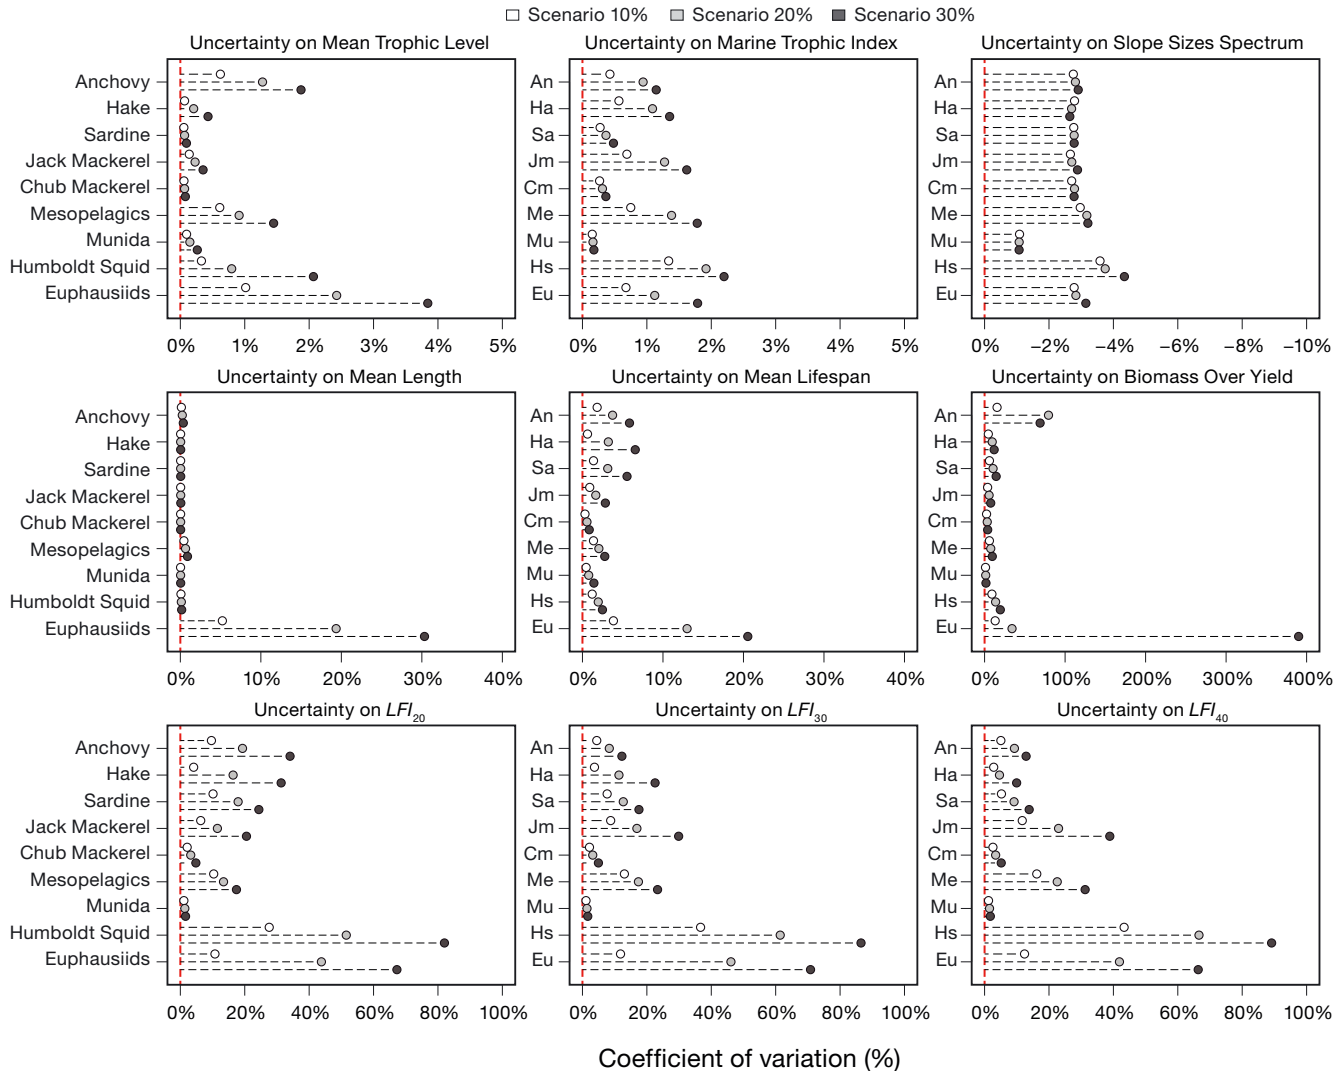 Scenario 10% Scenario 20% Scenario 30%
Uncertainty on Mean Trophic Level
Anchovy
Hake
Sardine
Jack Mackerel
Chub Mackerel
Mesopelagics
Munida
Humboldt Squid
Euphausiids
0% 1% 2% 3% 4% 5%
Uncertainty on Marine Trophic Index
An
Ha
Sa
Jm
Cm
Me
Mu
Hs
Eu
0% 1% 2% 3% 4% 5%
Uncertainty on Slope Sizes Spectrum
An
Ha
Sa
Jm
Cm
Me
Mu
Hs
Eu
0% –2% –4% –6% –8% –10%
Uncertainty on Mean Length
Anchovy
Hake
Sardine
Jack Mackerel
Chub Mackerel
Mesopelagics
Munida
Humboldt Squid
Euphausiids
0% 10% 20% 30% 40%
Uncertainty on Mean Lifespan
An
Ha
Sa
Jm
Cm
Me
Mu
Hs
Eu
0% 10% 20% 30% 40%
Uncertainty on Biomass Over Yield
An
Ha
Sa
Jm
Cm
Me
Mu
Hs
Eu
0% 100% 200% 300% 400%
Uncertainty on LFI20
Anchovy
Hake
Sardine
Jack Mackerel
Chub Mackerel
Mesopelagics
Munida
Humboldt Squid
Euphausiids
0% 20% 40% 60% 80% 100%
Uncertainty on LFI30
An
Ha
Sa
Jm
Cm
Me
Mu
Hs
Eu
0% 20% 40% 60% 80% 100%
Uncertainty on LFI40
An
Ha
Sa
Jm
Cm
Me
Mu
Hs
Eu
0% 20% 40% 60% 80% 100%
Coefficient of variation (%)